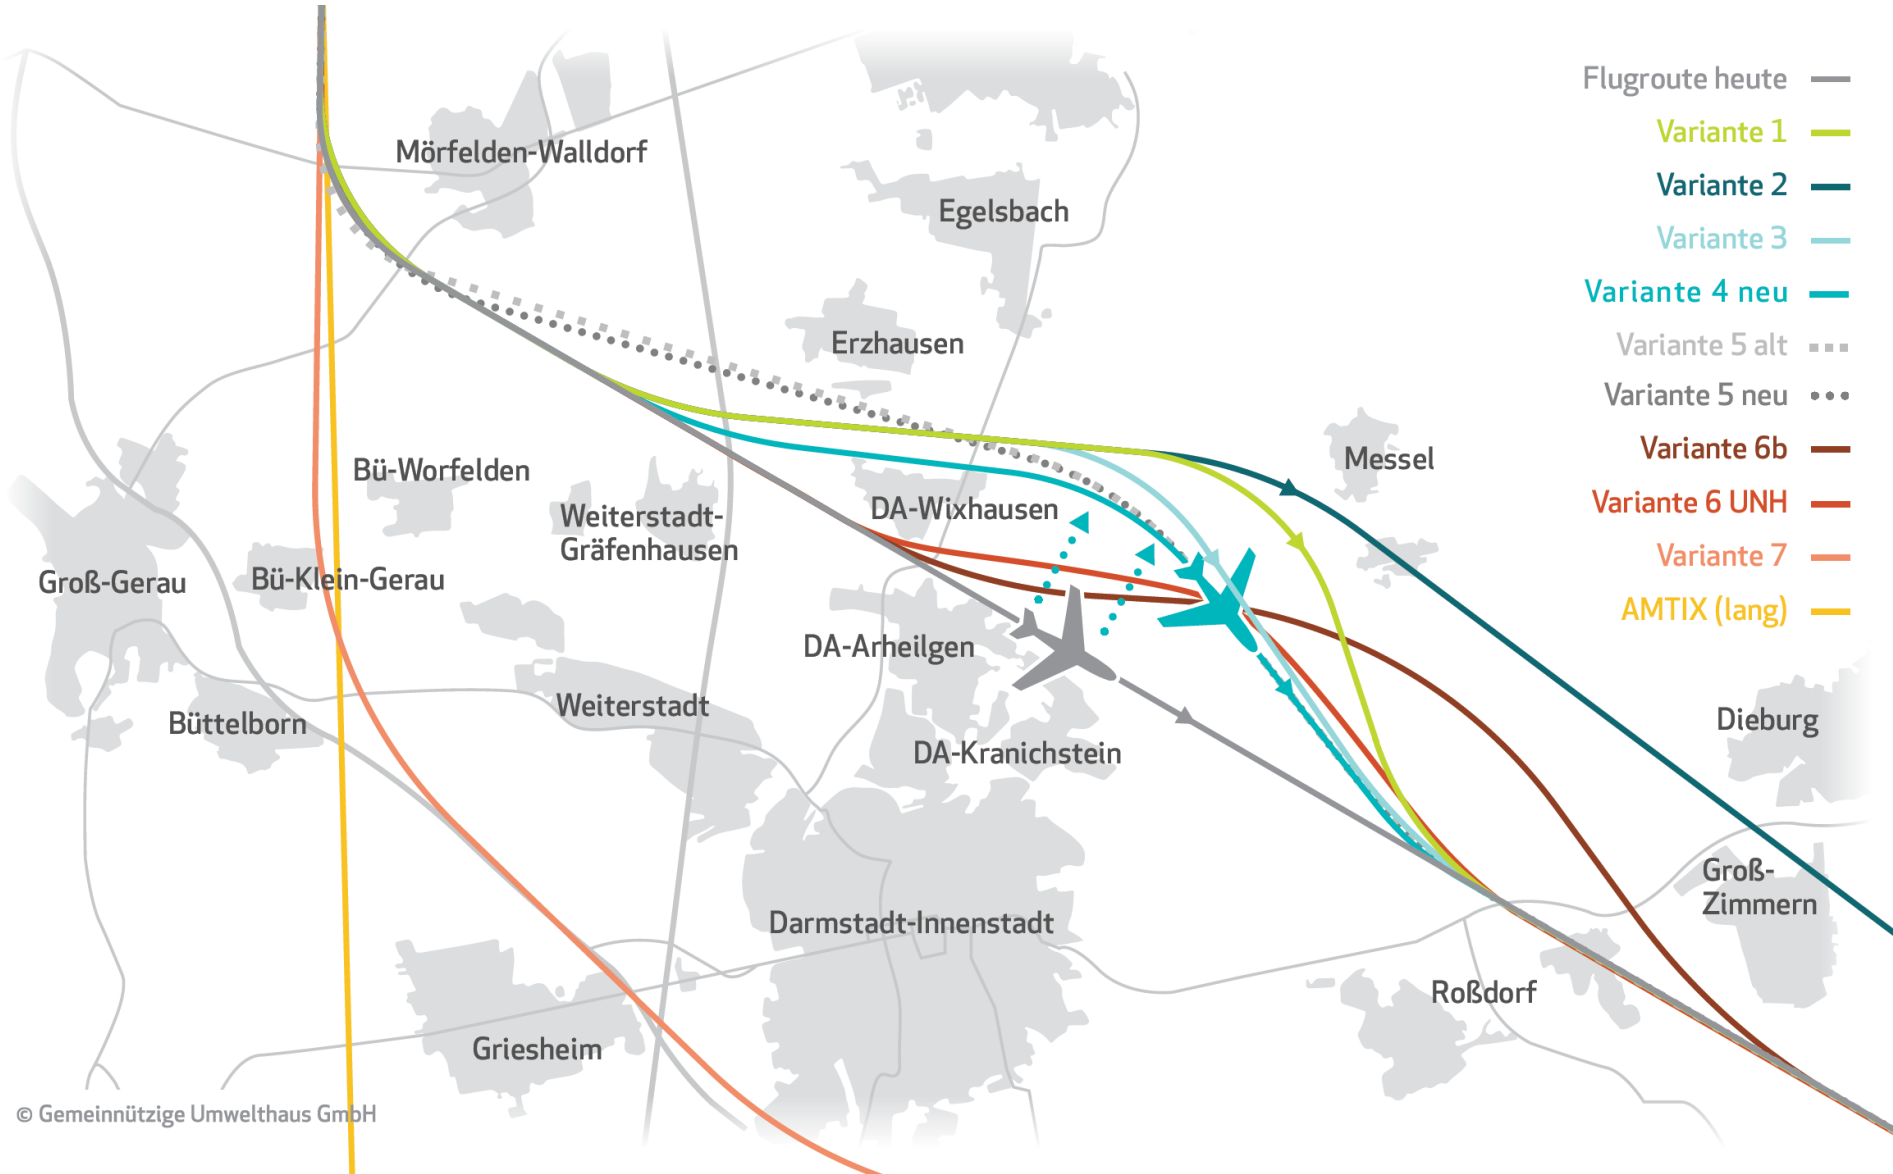 Flugroute heute
Variante 1
Variante 2
Variante 3
Variante 4 neu
Variante 5 alt
Variante 5 neu
Variante 6b
Variante 6 UNH
Variante 7
AMTIX (lang)
Mörfelden-Walldorf
Egelsbach
Erzhausen
Messel
Bü-Worfelden
DA-Wixhausen
Weiterstadt-
Gräfenhausen
Groß-Gerau
Bü-Klein-Gerau
DA-Arheilgen
Weiterstadt
Büttelborn
Dieburg
DA-Kranichstein
Groß-
Zimmern
Darmstadt-Innenstadt
Roßdorf
Griesheim
© Gemeinnützige Umwelthaus GmbH